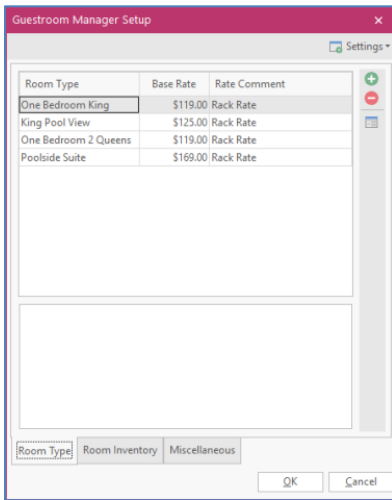 Guestroom Manager Setup
Settings
Room Type Base Rate Rate Comment
One Bedroom King $119.00 Rack Rate
King Pool View $125.00 Rack Rate
One Bedroom 2 Queens $119.00 Rack Rate
Poolside Suite $169.00 Rack Rate
Room Type Room Inventory Miscellaneous
OK Cancel